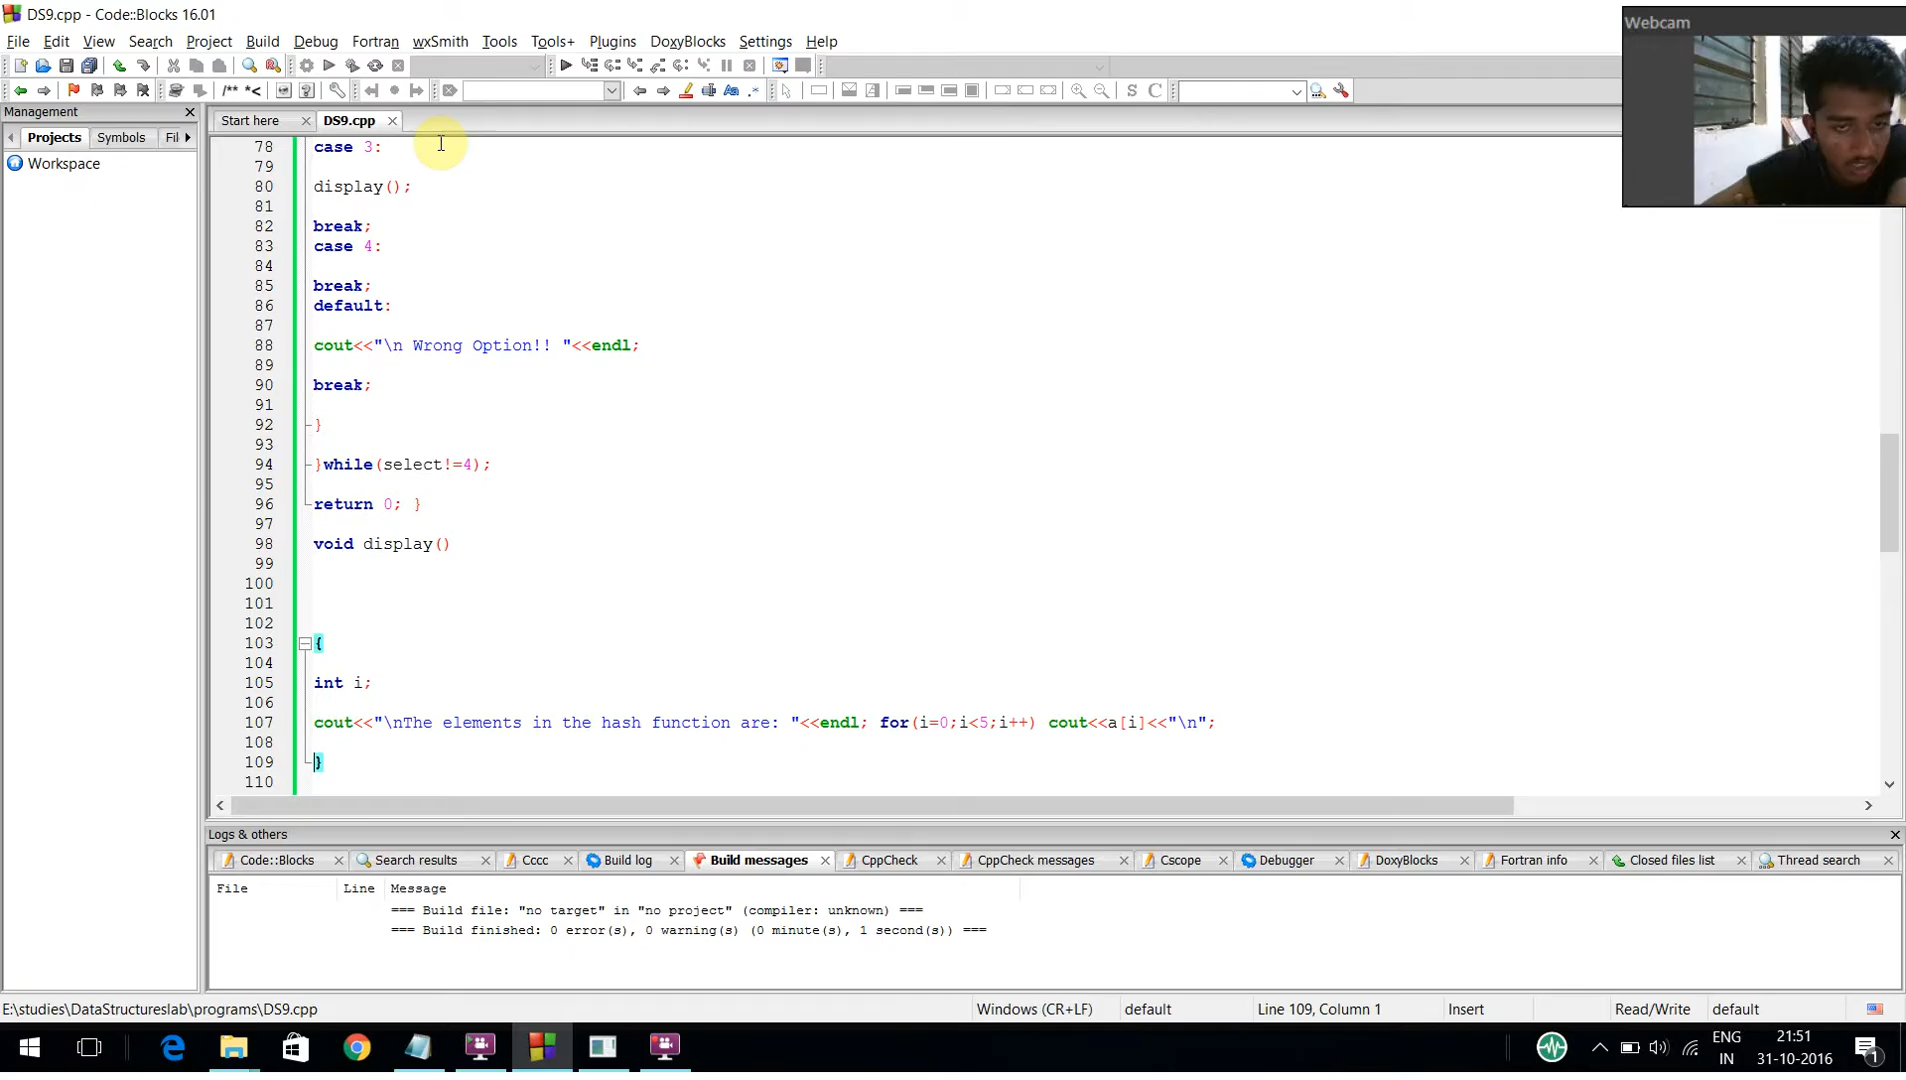 DS9.cpp - Code::Blocks 16.01
Webcam
File Edit View Search Project Build Debug Fortran wxSmith Tools Tools+ Plugins DoxyBlocks Settings Help
/** *<
Aa .*
S C
Management
Start here DS9.cpp
Projects Symbols Fil
Workspace
78 case 3:
79
80 display();
81
82 break;
83 case 4:
84
85 break;
86 default:
87
88 cout<<"\n Wrong Option!! "<<endl;
89
90 break;
91
92 }
93
94 }while(select!=4);
95
96 return 0; }
97
98 void display()
99
100
101
102
103 {
104
105 int i;
106
107 cout<<"\nThe elements in the hash function are: "<<endl; for(i=0;i<5;i++) cout<<a[i]<<"\n";
108
109 }
110
Logs & others
Code::Blocks Search results Cccc Build log Build messages CppCheck CppCheck messages Cscope Debugger DoxyBlocks Fortran info Closed files list Thread search
File Line Message
=== Build file: "no target" in "no project" (compiler: unknown) ===
=== Build finished: 0 error(s), 0 warning(s) (0 minute(s), 1 second(s)) ===
E:\studies\DataStructureslab\programs\DS9.cpp Windows (CR+LF) default Line 109, Column 1 Insert Read/Write default
ENG 21:51
IN 31-10-2016
1